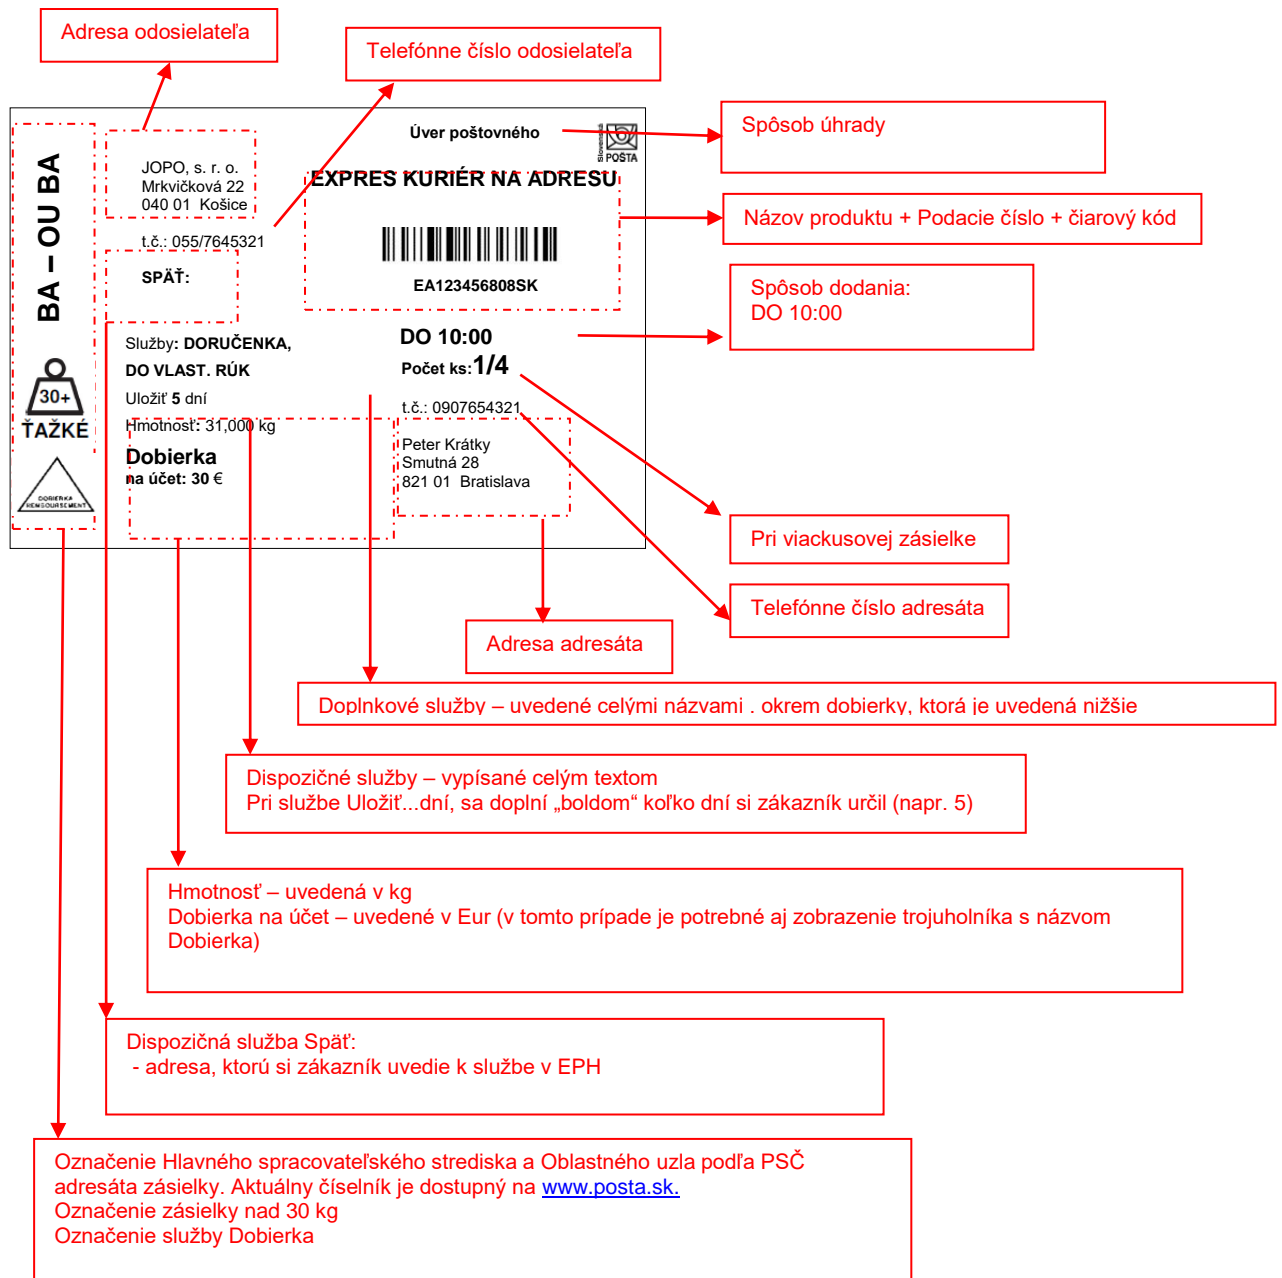 Adresa odosielateľa
Telefónne číslo odosielateľa
Úver poštovného
Slovenská
POŠTA
Spôsob úhrady
BA – OU BA
JOPO, s. r. o.
Mrkvičková 22
040 01 Košice
t.č.: 055/7645321
SPÄŤ:
EXPRES KURIÉR NA ADRESU
EA123456808SK
Názov produktu + Podacie číslo + čiarový kód
Spôsob dodania:
DO 10:00
Služby: DORUČENKA,
DO VLAST. RÚK
Uložiť 5 dní
Hmotnosť: 31,000 kg
Dobierka
na účet: 30 €
DO 10:00
Počet ks:1/4
t.č.: 0907654321
Peter Krátky
Smutná 28
821 01 Bratislava
30+
ŤAŽKÉ
DOBIERKA
REMBOURSEMENT
Pri viackusovej zásielke
Telefónne číslo adresáta
Adresa adresáta
Doplnkové služby – uvedené celými názvami . okrem dobierky, ktorá je uvedená nižšie
Dispozičné služby – vypísané celým textom
Pri službe Uložiť...dní, sa doplní „boldom“ koľko dní si zákazník určil (napr. 5)
Hmotnosť – uvedená v kg
Dobierka na účet – uvedené v Eur (v tomto prípade je potrebné aj zobrazenie trojuholníka s názvom
Dobierka)
Dispozičná služba Späť:
- adresa, ktorú si zákazník uvedie k službe v EPH
Označenie Hlavného spracovateľského strediska a Oblastného uzla podľa PSČ
adresáta zásielky. Aktuálny číselník je dostupný na www.posta.sk.
Označenie zásielky nad 30 kg
Označenie služby Dobierka